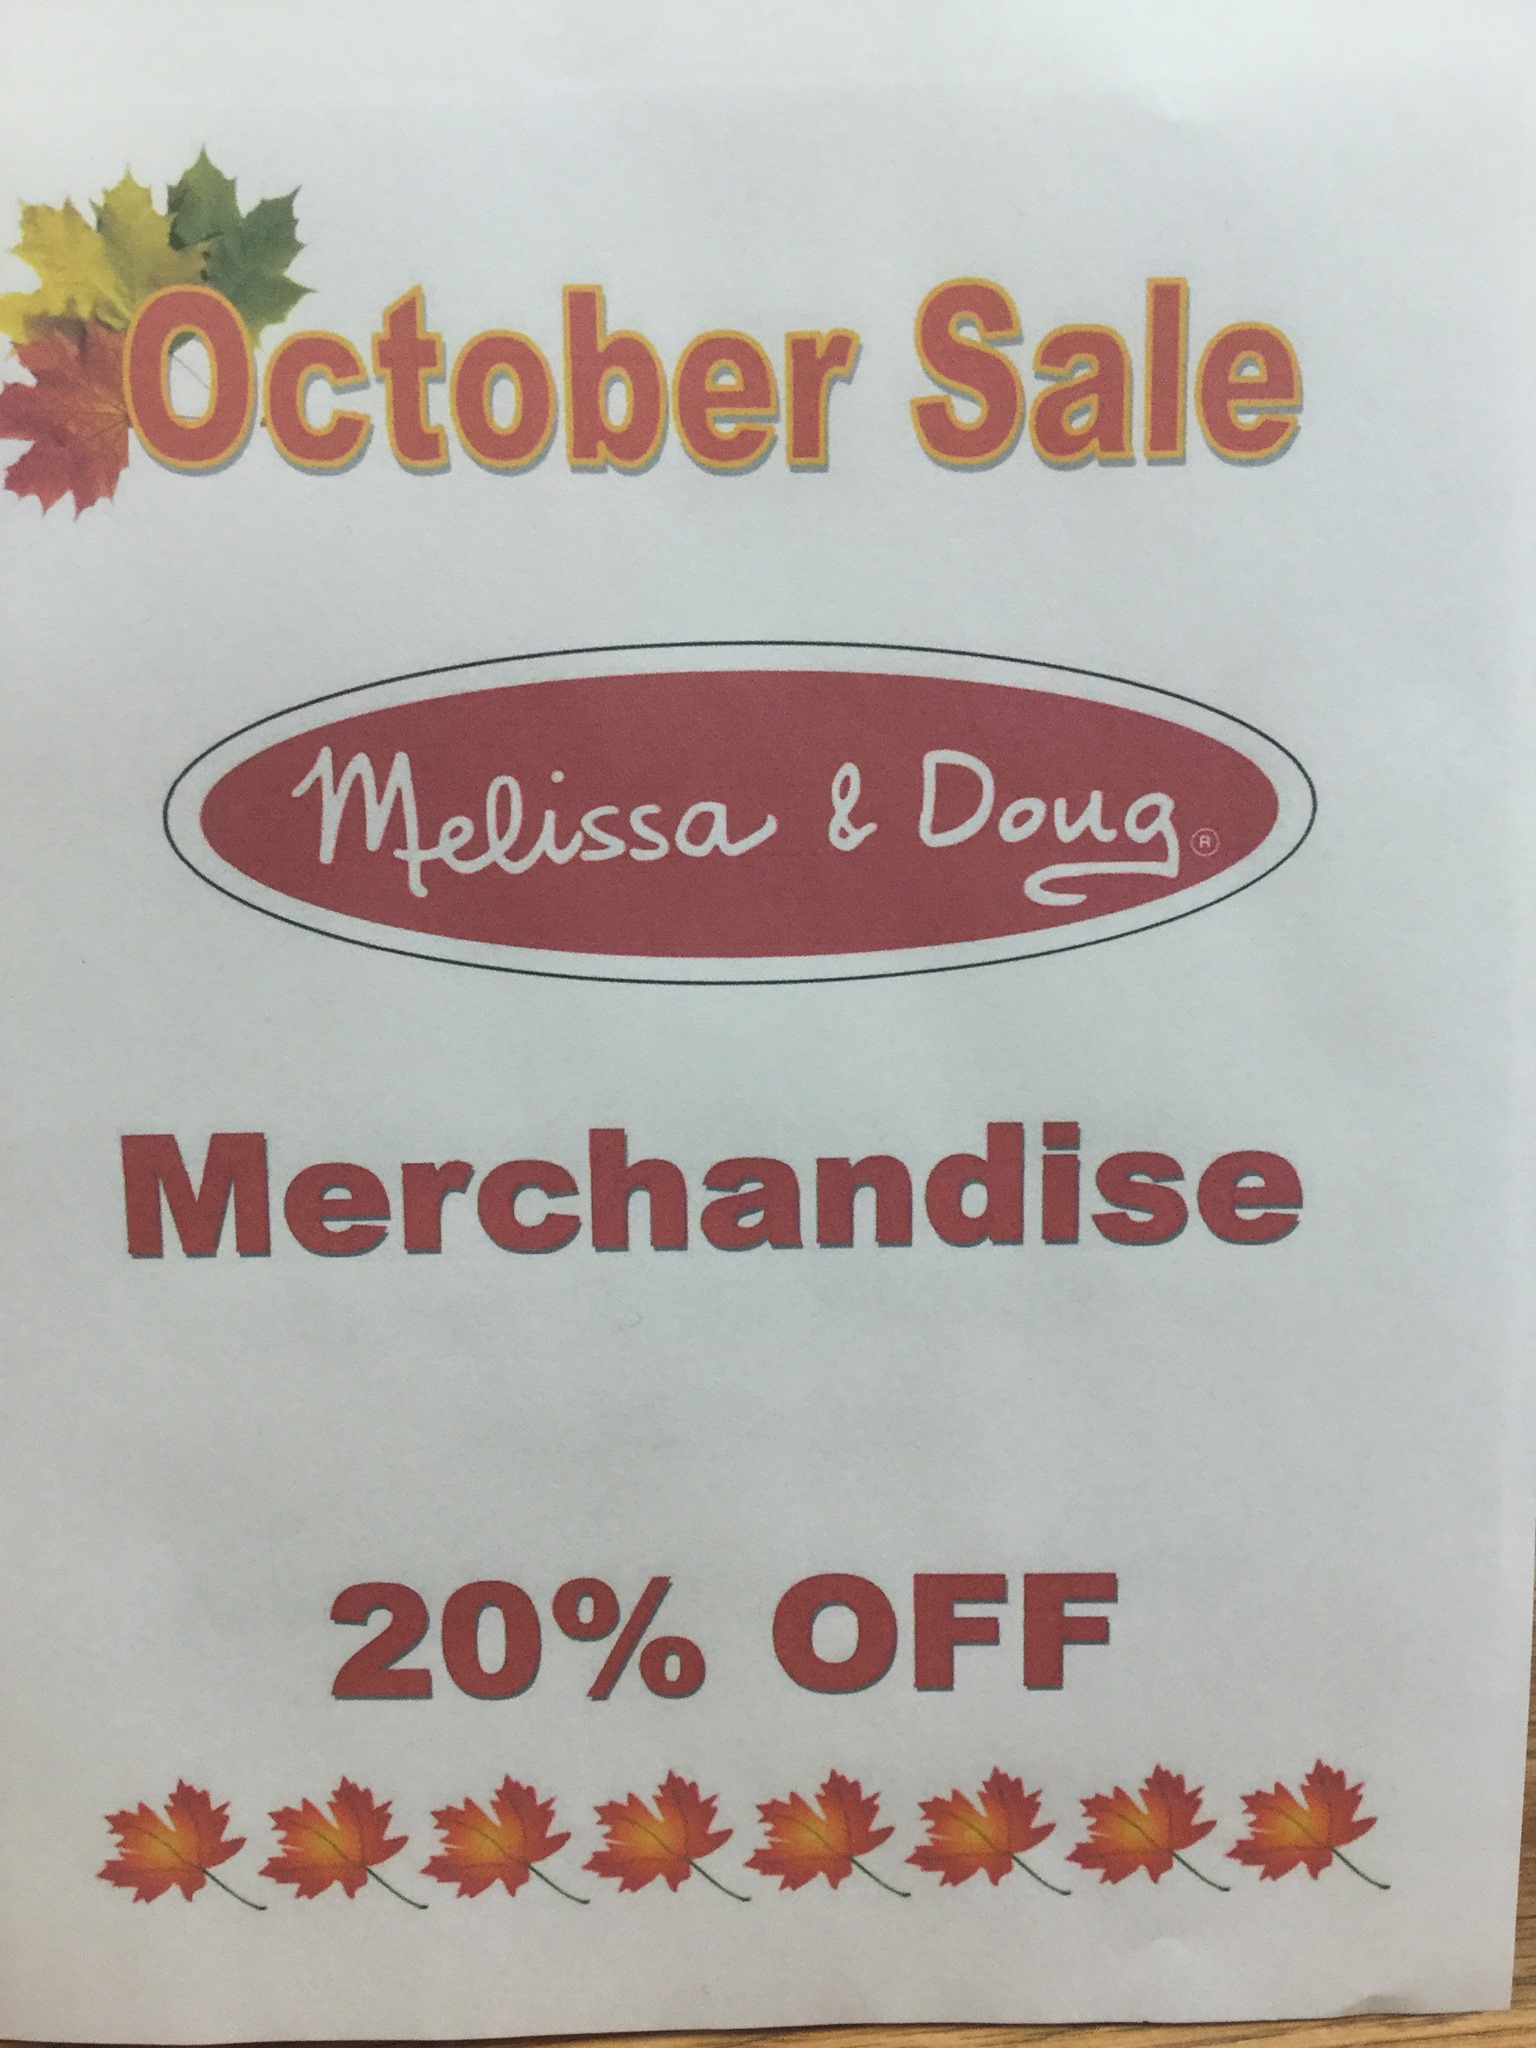 October Sale
Melissa & Doug®
Merchandise
20% OFF